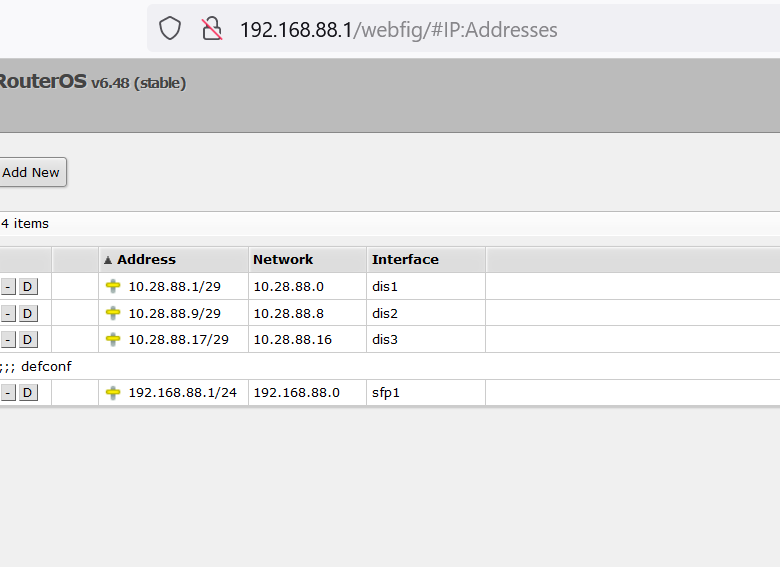 192.168.88.1/webfig/#IP:Addresses
RouterOS v6.48 (stable)
Add New
4 items
▲ Address Network Interface
- D 10.28.88.1/29 10.28.88.0 dis1
- D 10.28.88.9/29 10.28.88.8 dis2
- D 10.28.88.17/29 10.28.88.16 dis3
;;; defconf
- D 192.168.88.1/24 192.168.88.0 sfp1